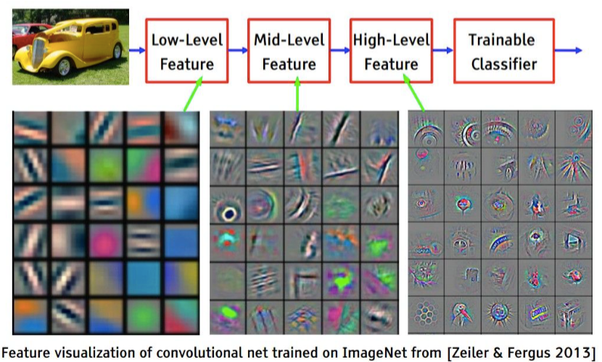 Low-Level
Feature
Mid-Level
Feature
High-Level
Feature
Trainable
Classifier
Feature visualization of convolutional net trained on ImageNet from [Zeiler & Fergus 2013]